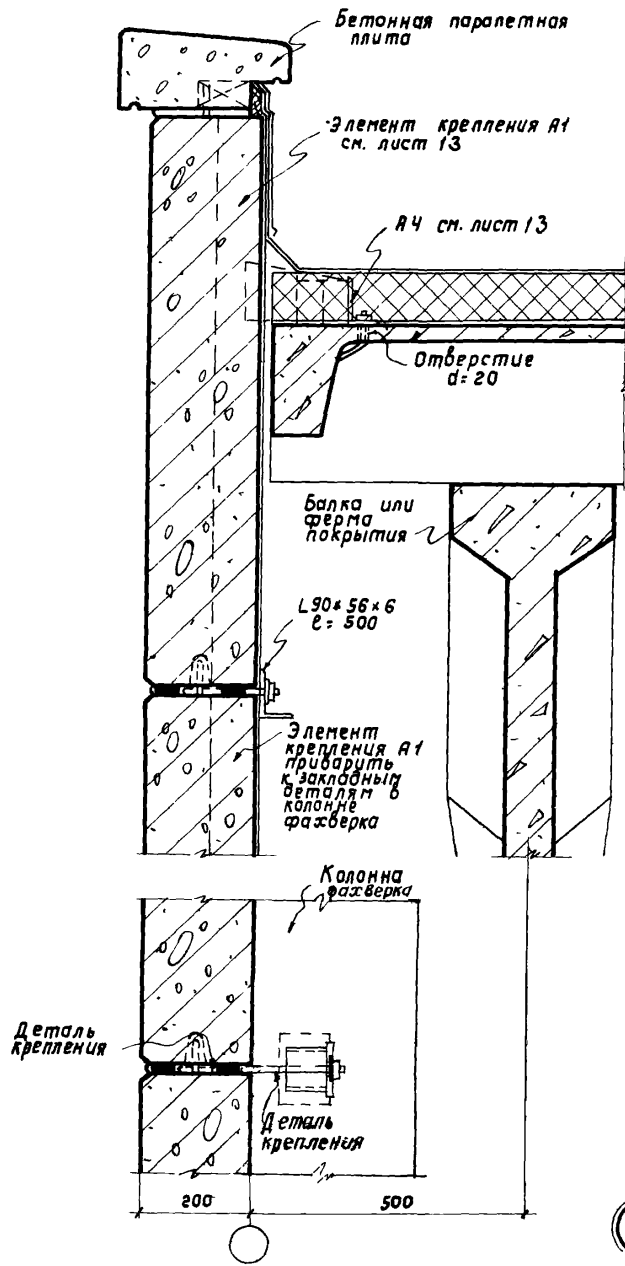 Бетонная парапетная
плита
Элемент крепления А1
см. лист 13
А4 см. лист 13
Отверстие
d=20
Балка или
ферма
покрытия
L90×56×6
ℓ=500
Элемент
крепления А1
приварить
к закладным
деталям в
колонне
фахверка
Колонна
фахверка
Деталь
крепления
Деталь
крепления
200
500